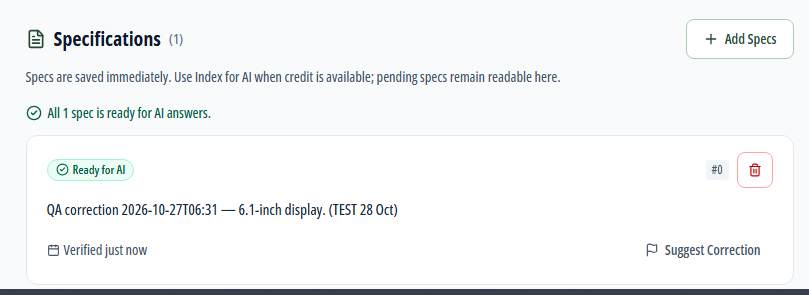 Specifications (1)
Add Specs
Specs are saved immediately. Use Index for AI when credit is available; pending specs remain readable here.
All 1 spec is ready for AI answers.
Ready for AI
#0
QA correction 2026-10-27T06:31 — 6.1-inch display. (TEST 28 Oct)
Verified just now
Suggest Correction